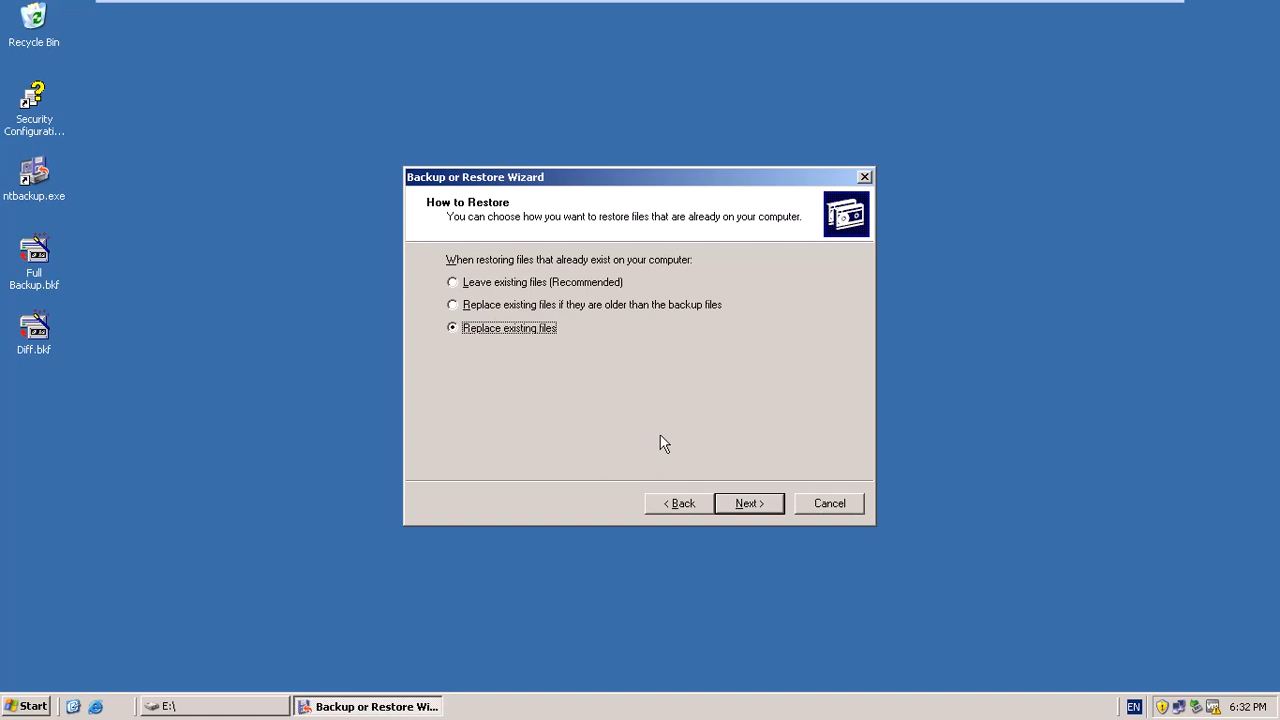 Recycle Bin
Security
Configurati...
ntbackup.exe
Full
Backup.bkf
Diff.bkf
Backup or Restore Wizard
How to Restore
You can choose how you want to restore files that are already on your computer.
When restoring files that already exist on your computer:
Leave existing files (Recommended)
Replace existing files if they are older than the backup files
Replace existing files
< Back
Next >
Cancel
Start
E:\
Backup or Restore Wi...
EN
6:32 PM